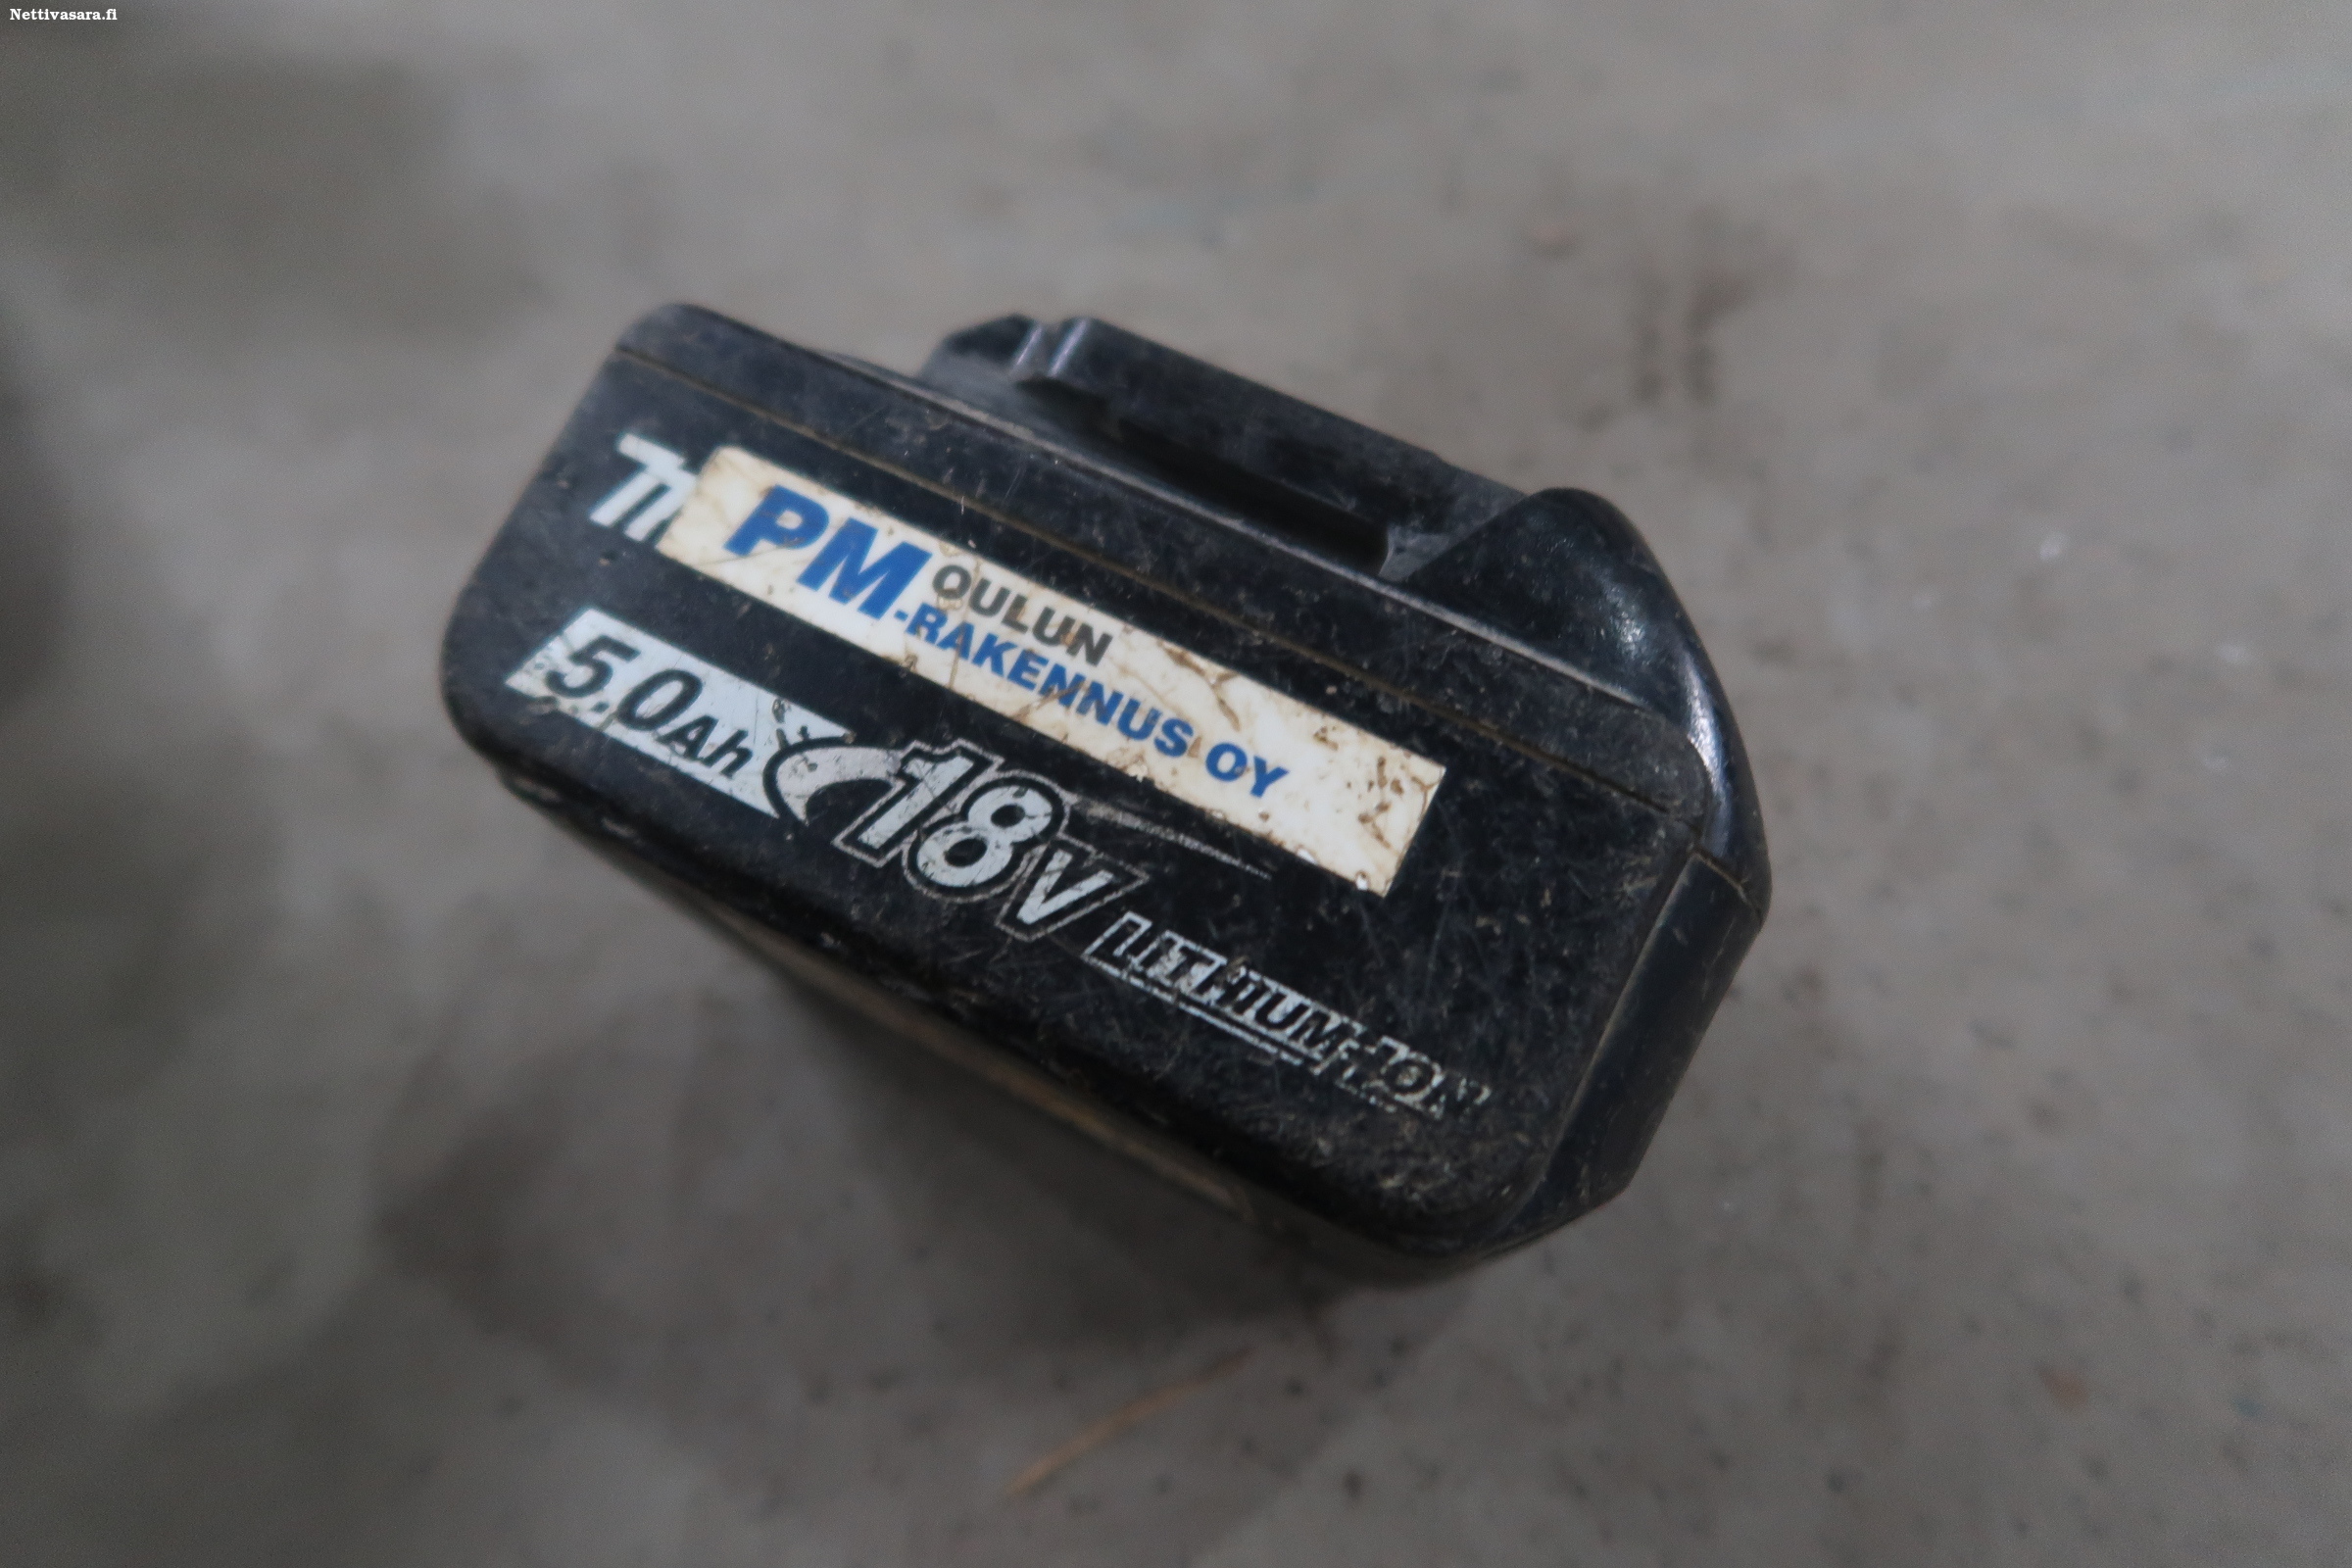 Nettivasara.fi
PM OULUN
-RAKENNUS OY
5.0Ah 18V
LITHIUM-ION